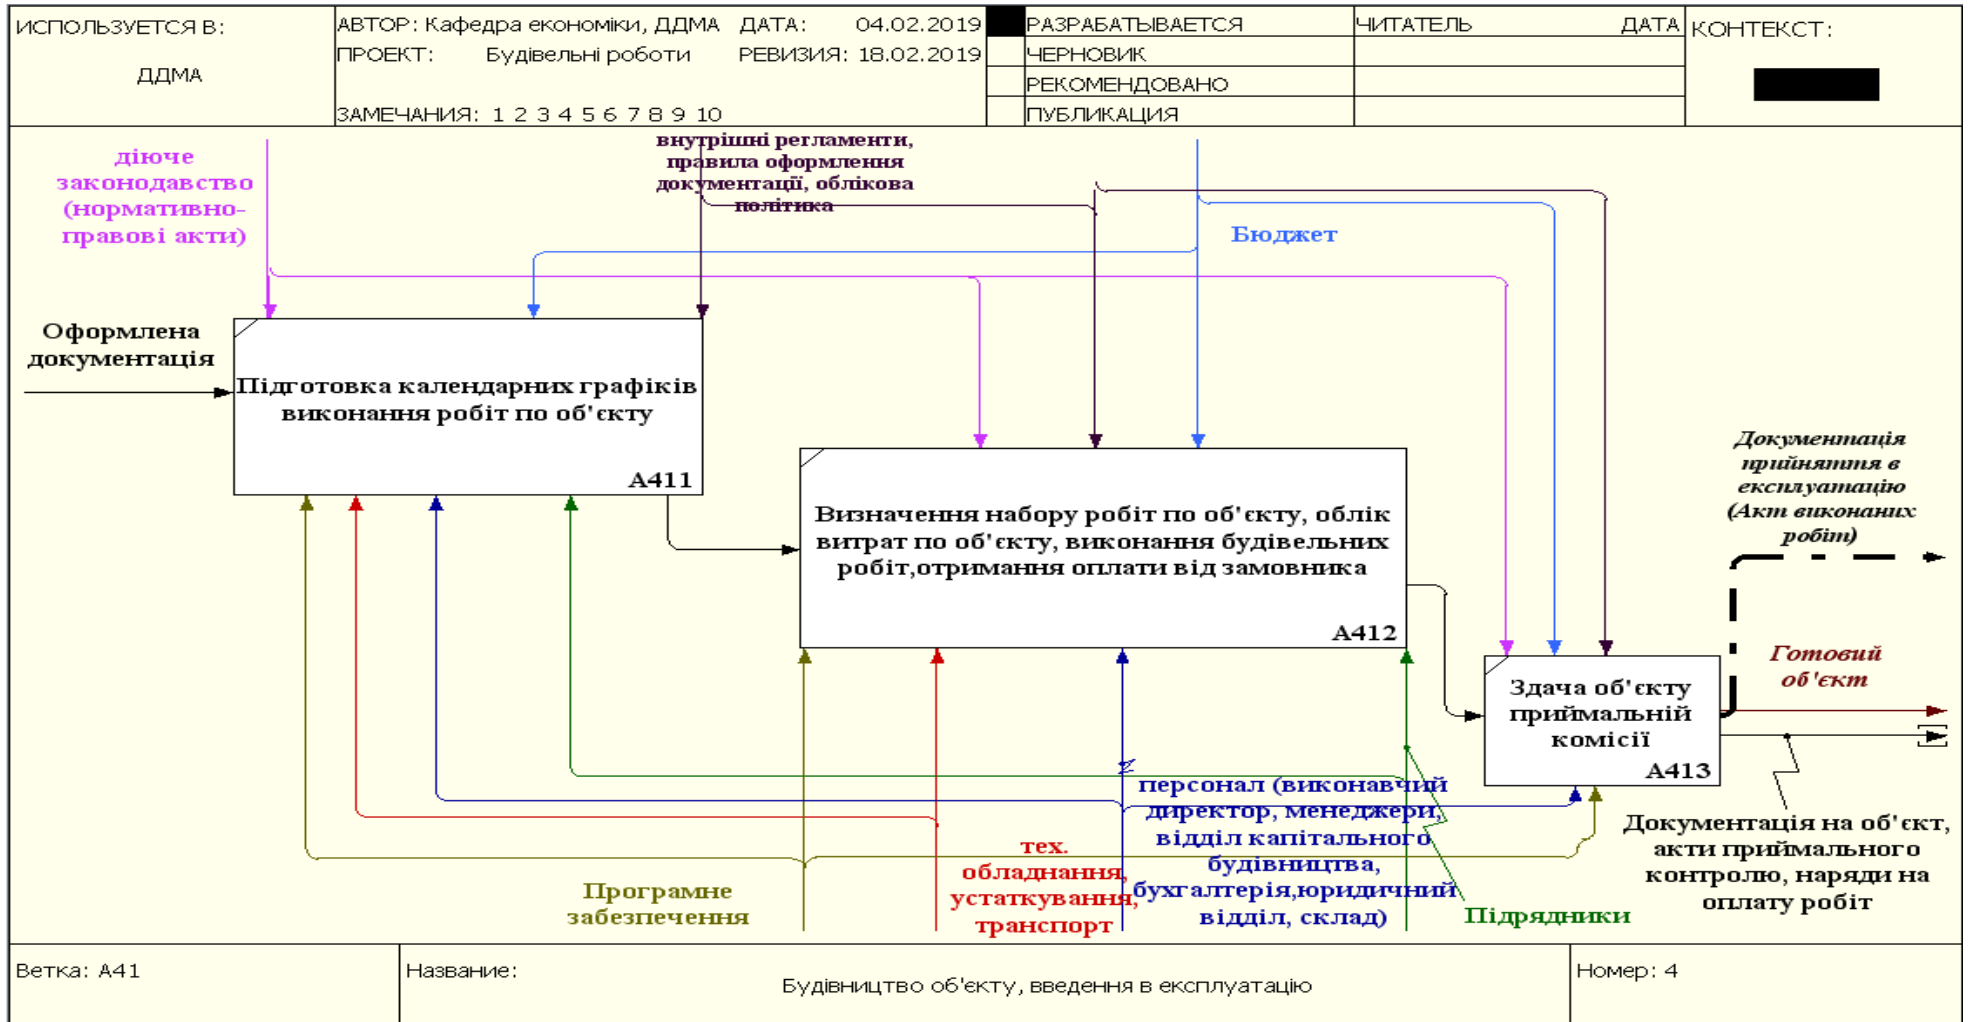 ИСПОЛЬЗУЕТСЯ В:
ДДМА
АВТОР: Кафедра економіки, ДДМА ДАТА: 04.02.2019
ПРОЕКТ: Будівельні роботи РЕВИЗИЯ: 18.02.2019
ЗАМЕЧАНИЯ: 1 2 3 4 5 6 7 8 9 10
РАЗРАБАТЫВАЕТСЯ
ЧЕРНОВИК
РЕКОМЕНДОВАНО
ПУБЛИКАЦИЯ
ЧИТАТЕЛЬ ДАТА
КОНТЕКСТ:
діюче
законодавство
(нормативно-
правові акти)
внутрішні регламенти,
правила оформлення
документації, облікова
політика
Бюджет
Оформлена
документація
Підготовка календарних графіків
виконання робіт по об'єкту
А411
Визначення набору робіт по об'єкту, облік
витрат по об'єкту, виконання будівельних
робіт,отримання оплати від замовника
А412
Документація
прийняття в
експлуатацію
(Акт виконаних
робіт)
Здача об'єкту
приймальній
комісії
А413
Готовий
об'єкт
Документація на об'єкт,
акти приймального
контролю, наряди на
оплату робіт
Програмне
забезпечення
тех.
обладнання,
устаткування,
транспорт
персонал (виконавчий
директор, менеджери,
відділ капітального
будівництва,
бухгалтерія,юридичний
відділ, склад)
Підрядники
Ветка: А41
Название:
Будівництво об'єкту, введення в експлуатацію
Номер: 4